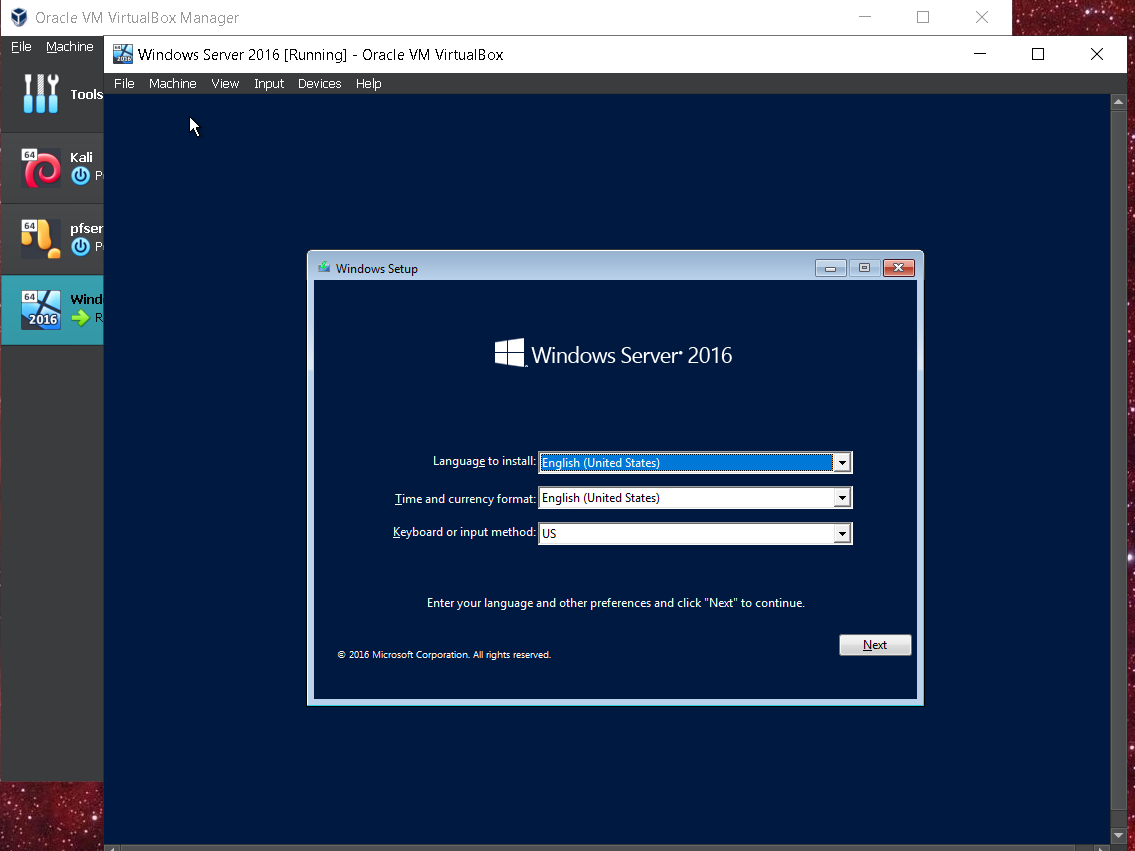 Oracle VM VirtualBox Manager
File Machine
Windows Server 2016 [Running] - Oracle VM VirtualBox
File Machine View Input Devices Help
Tools
64
Kali
P
64
pfser
P
64
2016
Wind
R
Windows Setup
Windows Server® 2016
Language to install: English (United States)
Time and currency format: English (United States)
Keyboard or input method: US
Enter your language and other preferences and click "Next" to continue.
Next
© 2016 Microsoft Corporation. All rights reserved.